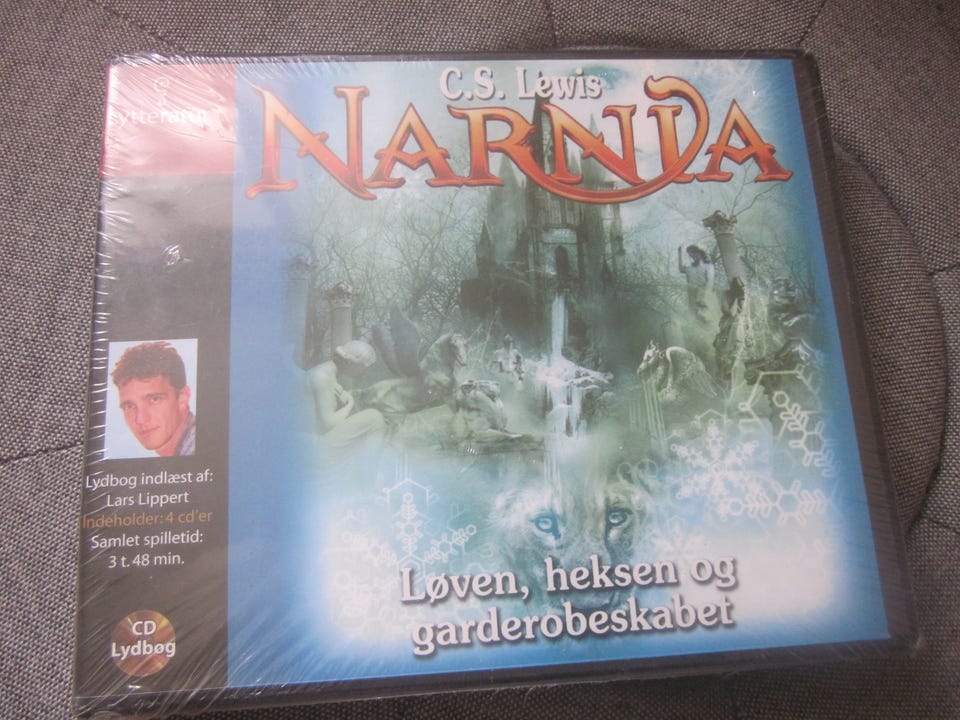 C.S. Lewis
NARNIA
Lytteratur
Lydbog indlæst af:
Lars Lippert
Indeholder: 4 cd'er
Samlet spilletid:
3 t. 48 min.
CD
Lydbog
Løven, heksen og
garderobeskabet